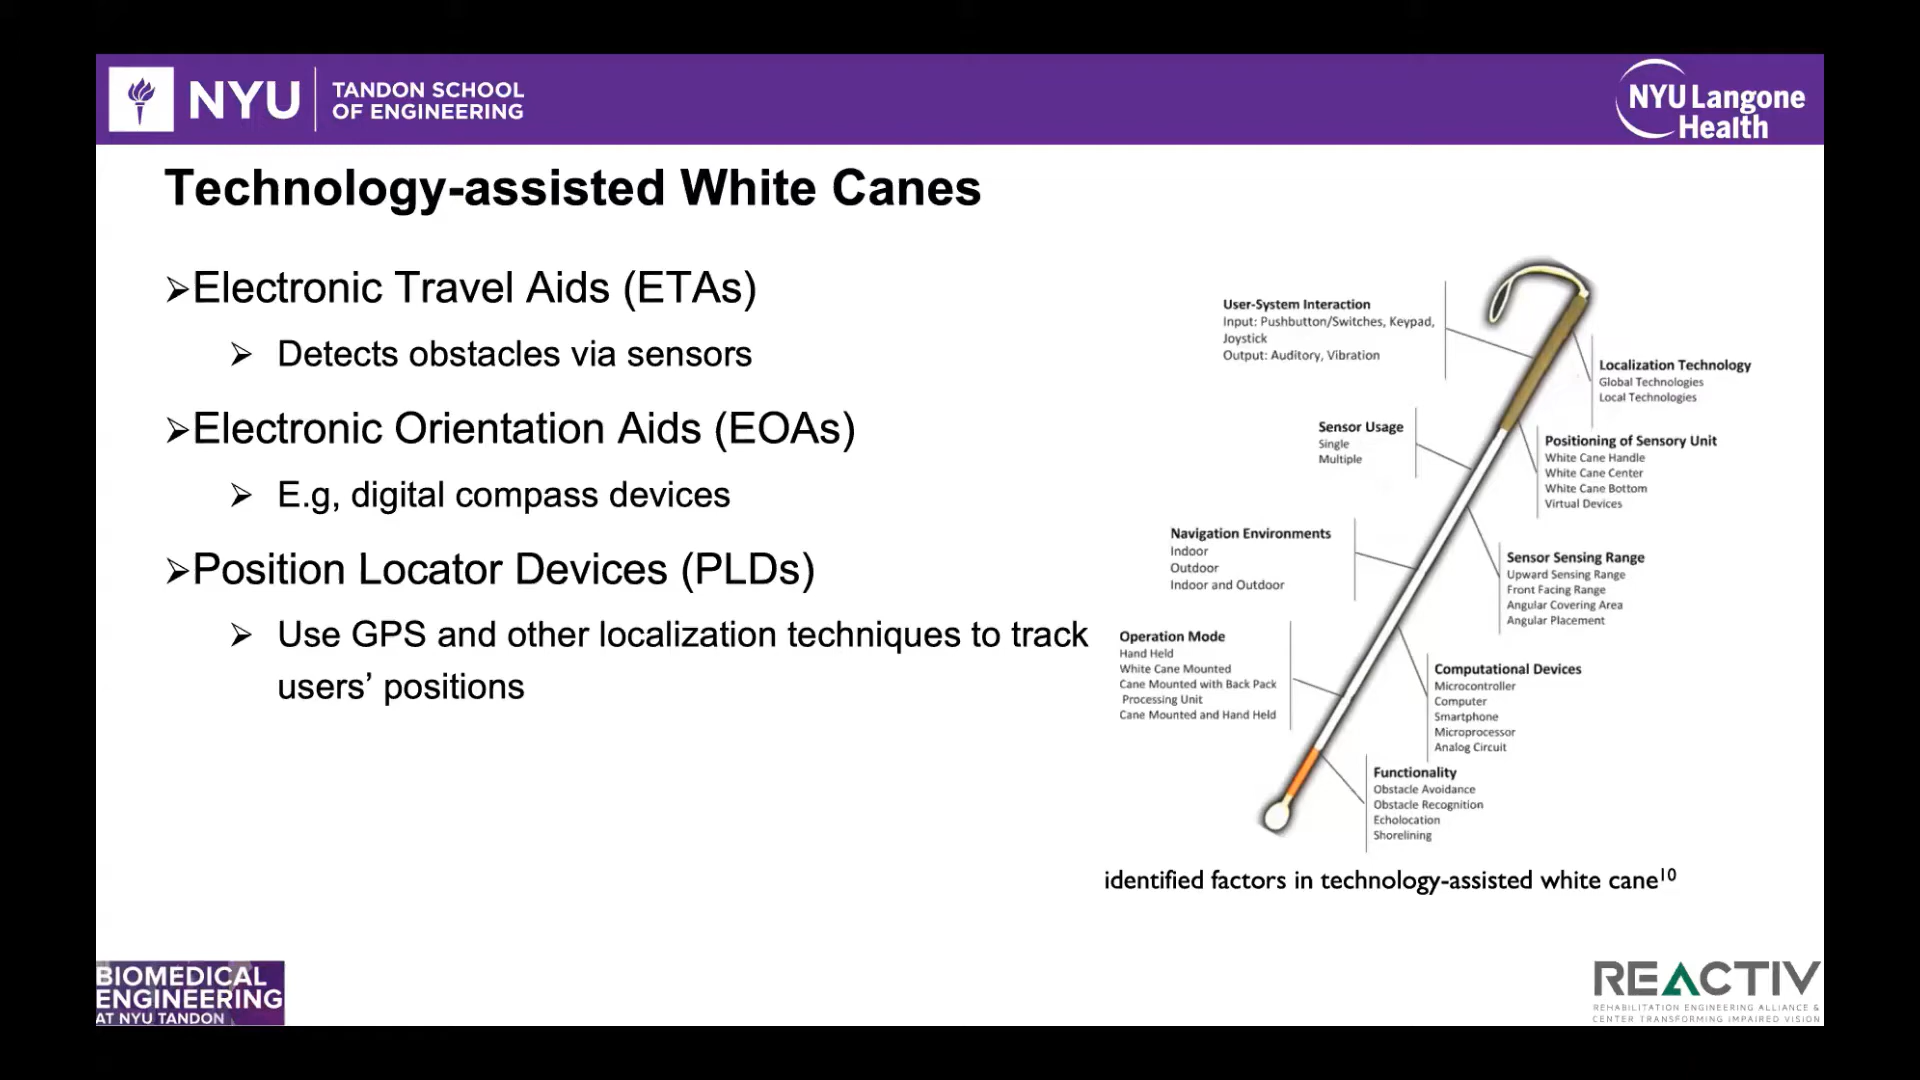 NYU
TANDON SCHOOL
OF ENGINEERING
NYU Langone
Health
Technology-assisted White Canes
➢Electronic Travel Aids (ETAs)
➢ Detects obstacles via sensors
➢Electronic Orientation Aids (EOAs)
➢ E.g, digital compass devices
➢Position Locator Devices (PLDs)
➢ Use GPS and other localization techniques to track
users’ positions
User-System Interaction
Input: Pushbutton/Switches, Keypad,
Joystick
Output: Auditory, Vibration
Localization Technology
Global Technologies
Local Technologies
Sensor Usage
Single
Multiple
Positioning of Sensory Unit
White Cane Handle
White Cane Center
White Cane Bottom
Virtual Devices
Navigation Environments
Indoor
Outdoor
Indoor and Outdoor
Sensor Sensing Range
Upward Sensing Range
Front Facing Range
Angular Covering Area
Angular Placement
Operation Mode
Hand Held
White Cane Mounted
Cane Mounted with Back Pack
Processing Unit
Cane Mounted and Hand Held
Computational Devices
Microcontroller
Computer
Smartphone
Microprocessor
Analog Circuit
Functionality
Obstacle Avoidance
Obstacle Recognition
Echolocation
Shorelining
identified factors in technology-assisted white cane¹⁰
BIOMEDICAL
ENGINEERING
AT NYU TANDON
REACTIV
REHABILITATION ENGINEERING ALLIANCE &
CENTER TRANSFORMING IMPAIRED VISION